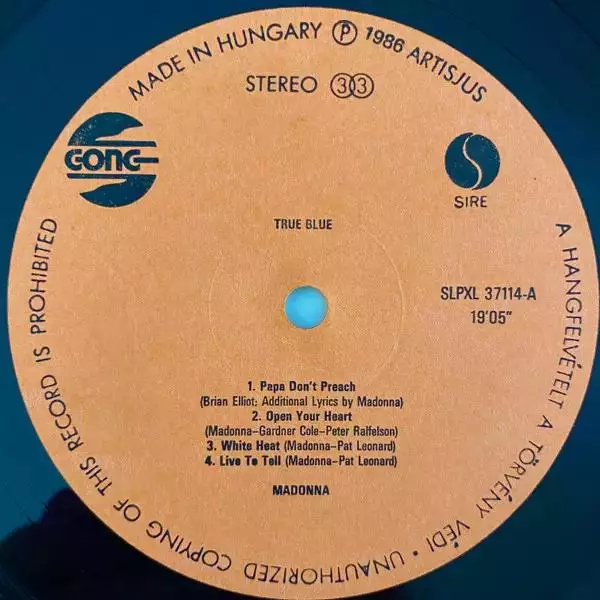 MADE IN HUNGARY Ⓟ 1986 ARTISJUS
STEREO 33
GONG
SIRE
TRUE BLUE
SLPXL 37114-A
19'05"
1. Papa Don't Preach
(Brian Elliot; Additional Lyrics by Madonna)
2. Open Your Heart
(Madonna–Gardner Cole–Peter Ralfelson)
3. White Heat (Madonna–Pat Leonard)
4. Live To Tell (Madonna–Pat Leonard)
MADONNA
A HANGFELVÉTELT A TÖRVÉNY VÉDI • UNAUTHORIZED COPYING OF THIS RECORD IS PROHIBITED